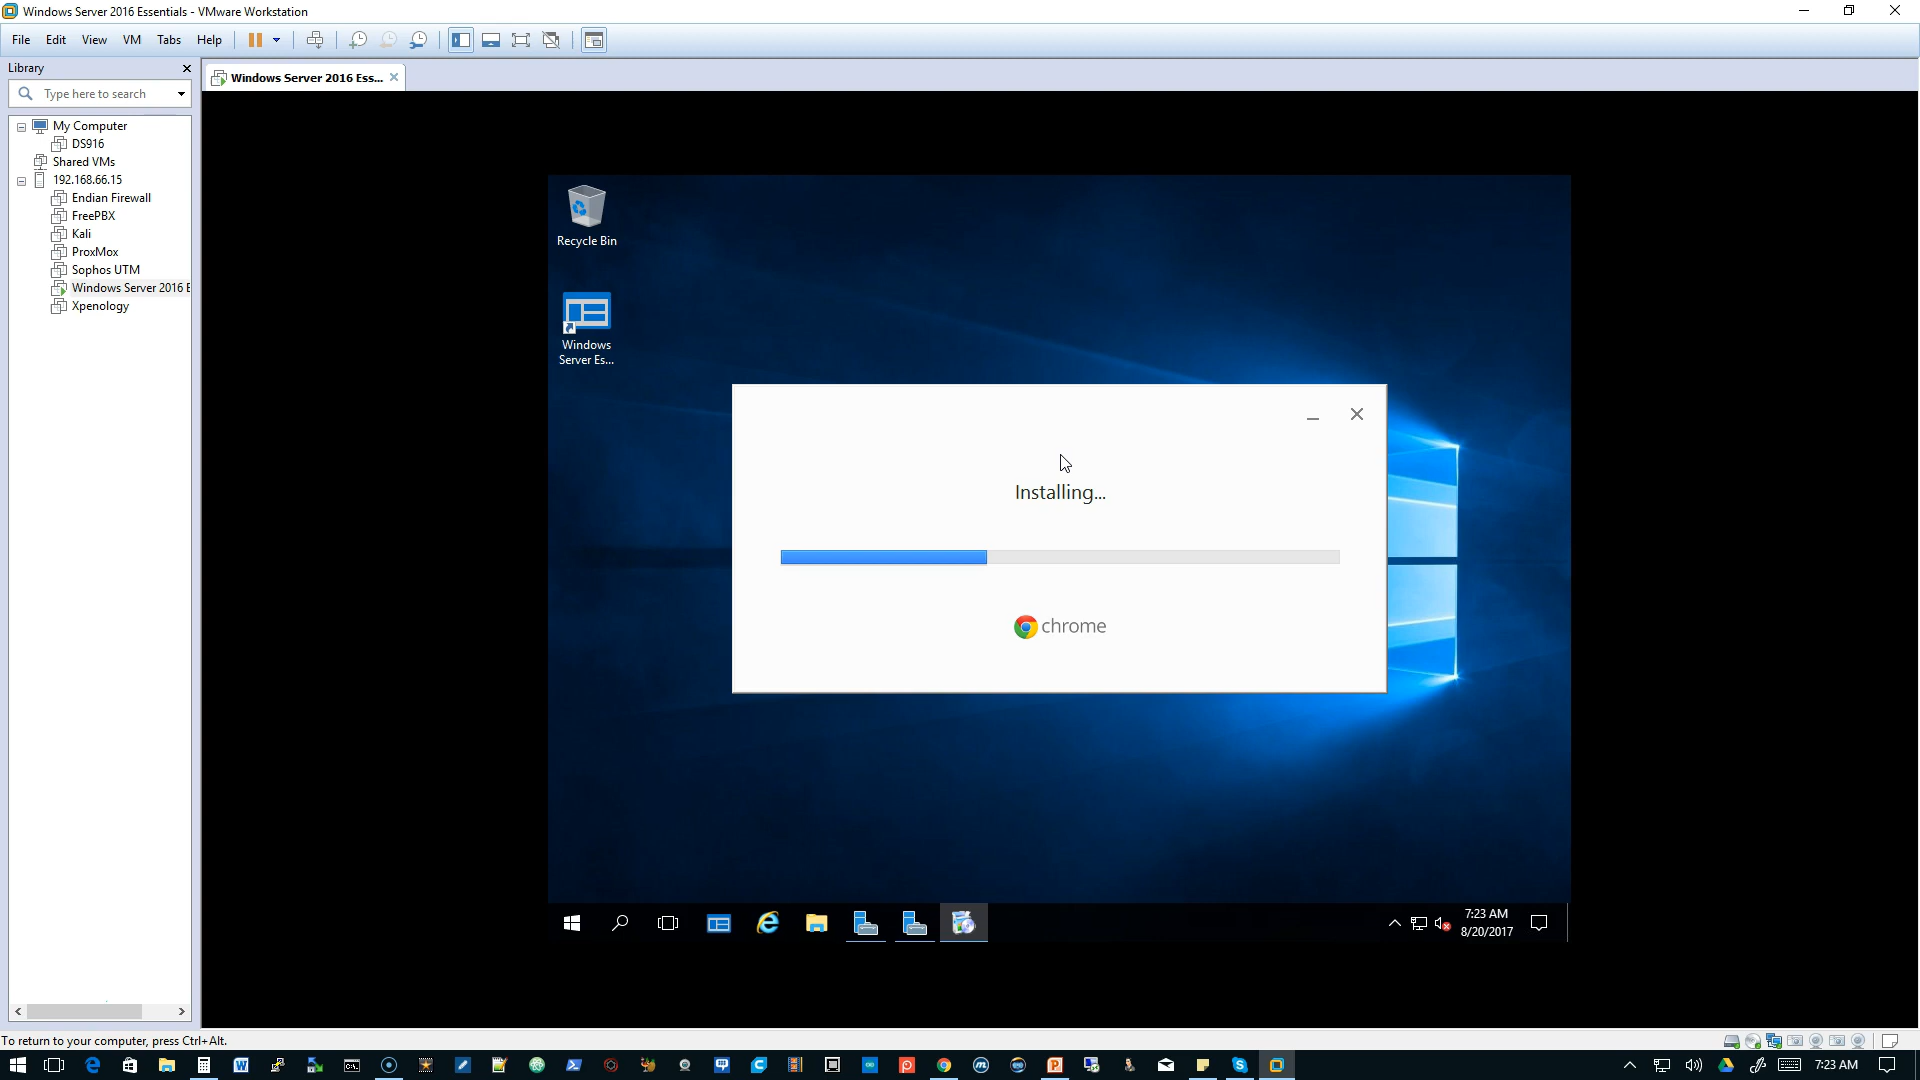 Windows Server 2016 Essentials - VMware Workstation
File Edit View VM Tabs Help
Library
Windows Server 2016 Ess...
Type here to search
My Computer
DS916
Shared VMs
192.168.66.15
Endian Firewall
FreePBX
Kali
ProxMox
Sophos UTM
Windows Server 2016 E
Xpenology
Recycle Bin
Windows
Server Es...
Installing...
chrome
7:23 AM
8/20/2017
To return to your computer, press Ctrl+Alt.
7:23 AM